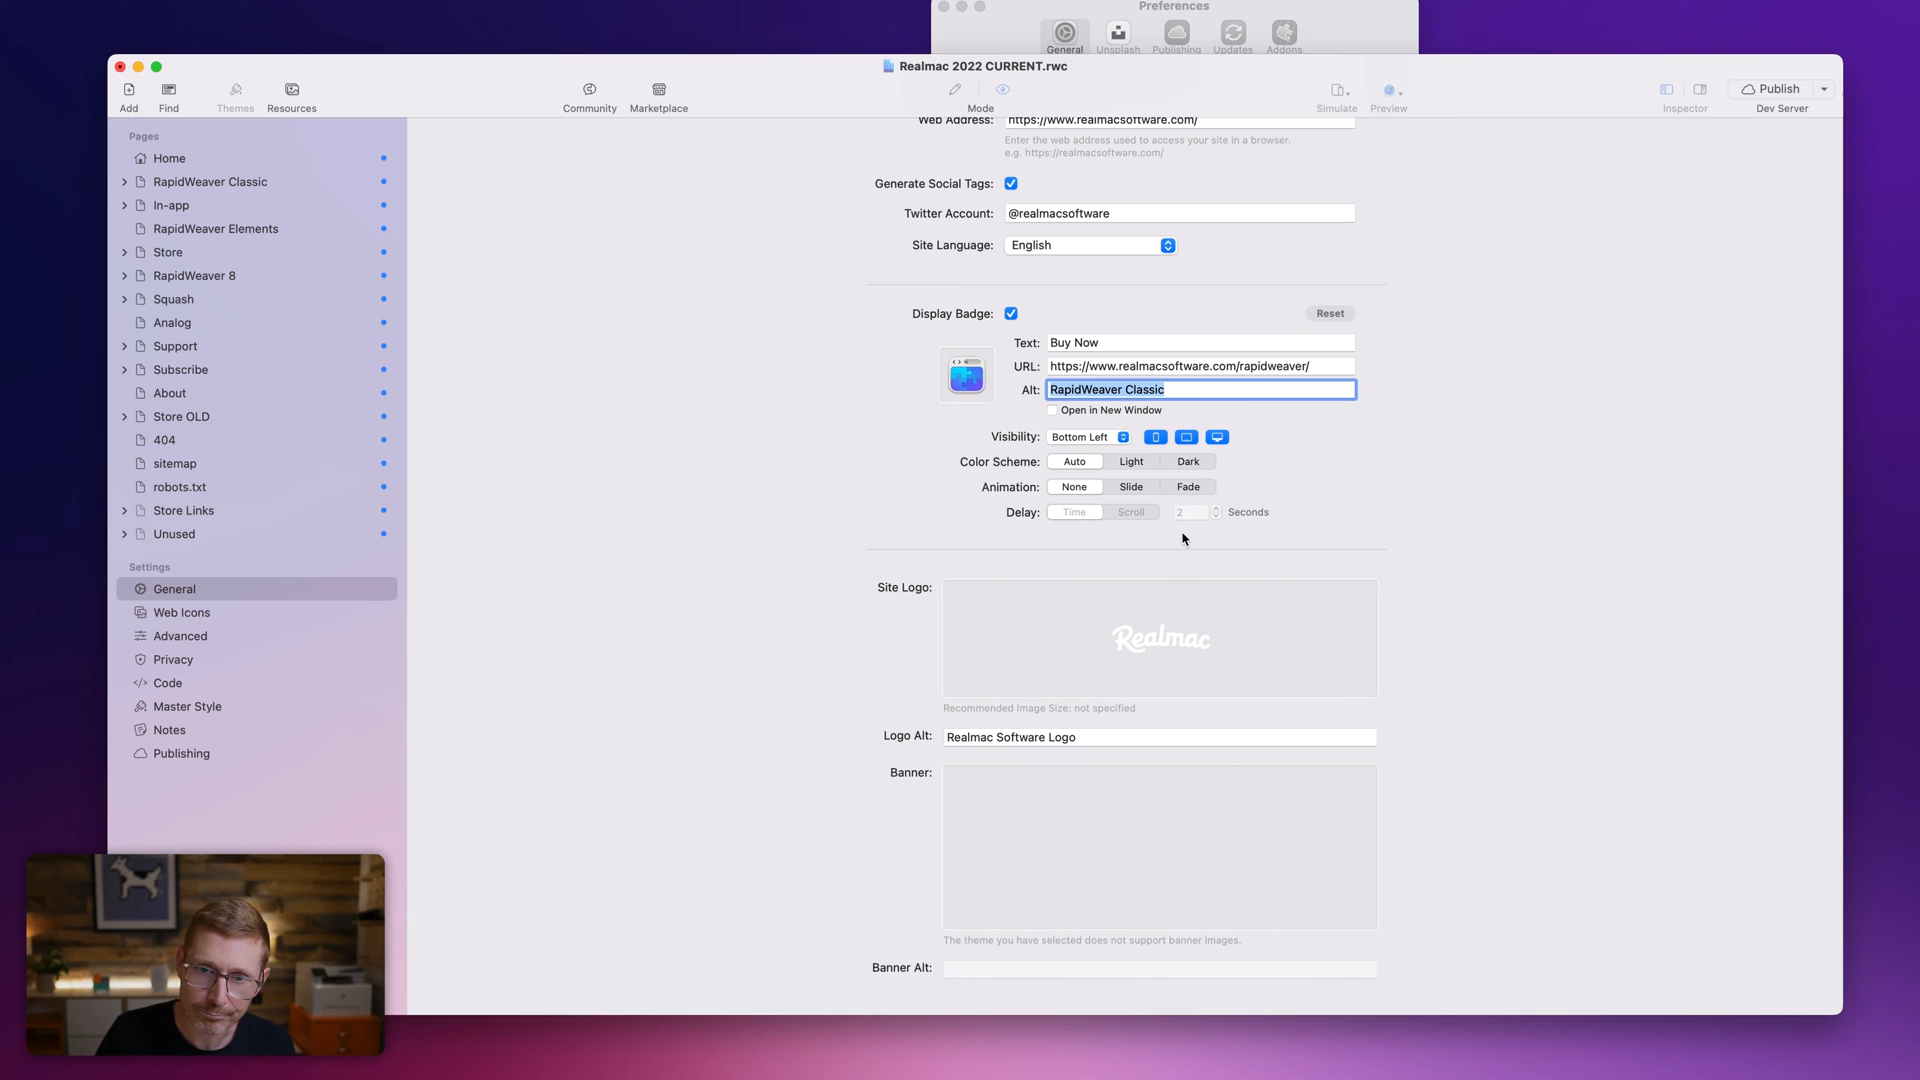 Preferences
General Unsplash Publishing Updates Addons
Realmac 2022 CURRENT.rwc
Add Find Themes Resources Community Marketplace Mode Simulate Preview Inspector Publish Dev Server
Pages
Home
RapidWeaver Classic
In-app
RapidWeaver Elements
Store
RapidWeaver 8
Squash
Analog
Support
Subscribe
About
Store OLD
404
sitemap
robots.txt
Store Links
Unused
Settings
General
Web Icons
Advanced
Privacy
</> Code
Master Style
Notes
Publishing
Web Address: https://www.realmacsoftware.com/
Enter the web address used to access your site in a browser.
e.g. https://realmacsoftware.com/
Generate Social Tags:
Twitter Account: @realmacsoftware
Site Language: English
Display Badge: Reset
Text: Buy Now
URL: https://www.realmacsoftware.com/rapidweaver/
Alt: RapidWeaver Classic
Open in New Window
Visibility: Bottom Left
Color Scheme: Auto Light Dark
Animation: None Slide Fade
Delay: Time Scroll 2 Seconds
Site Logo:
Realmac
Recommended Image Size: not specified
Logo Alt: Realmac Software Logo
Banner:
The theme you have selected does not support banner images.
Banner Alt: